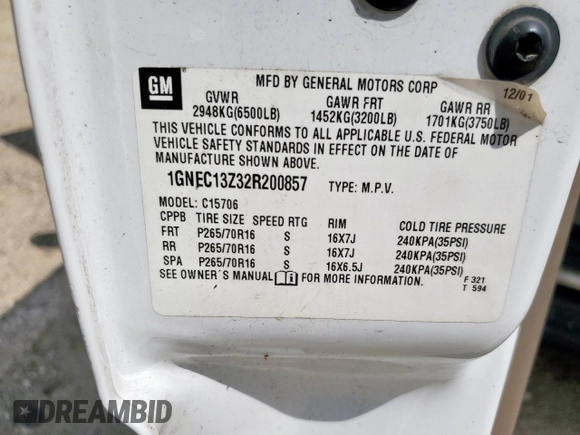 GM
MFD BY GENERAL MOTORS CORP
12/01
GVWR GAWR FRT GAWR RR
2948KG(6500LB) 1452KG(3200LB) 1701KG(3750LB)
THIS VEHICLE CONFORMS TO ALL APPLICABLE U.S. FEDERAL MOTOR
VEHICLE SAFETY STANDARDS IN EFFECT ON THE DATE OF
MANUFACTURE SHOWN ABOVE.
1GNEC13Z32R200857 TYPE: M.P.V.
MODEL: C15706
CPPB TIRE SIZE SPEED RTG RIM COLD TIRE PRESSURE
FRT P265/70R16 S 16X7J 240KPA(35PSI)
RR P265/70R16 S 16X7J 240KPA(35PSI)
SPA P265/70R16 S 16X6.5J 240KPA(35PSI)
SEE OWNER'S MANUAL FOR MORE INFORMATION.
F 321
T 594
DREAMBID